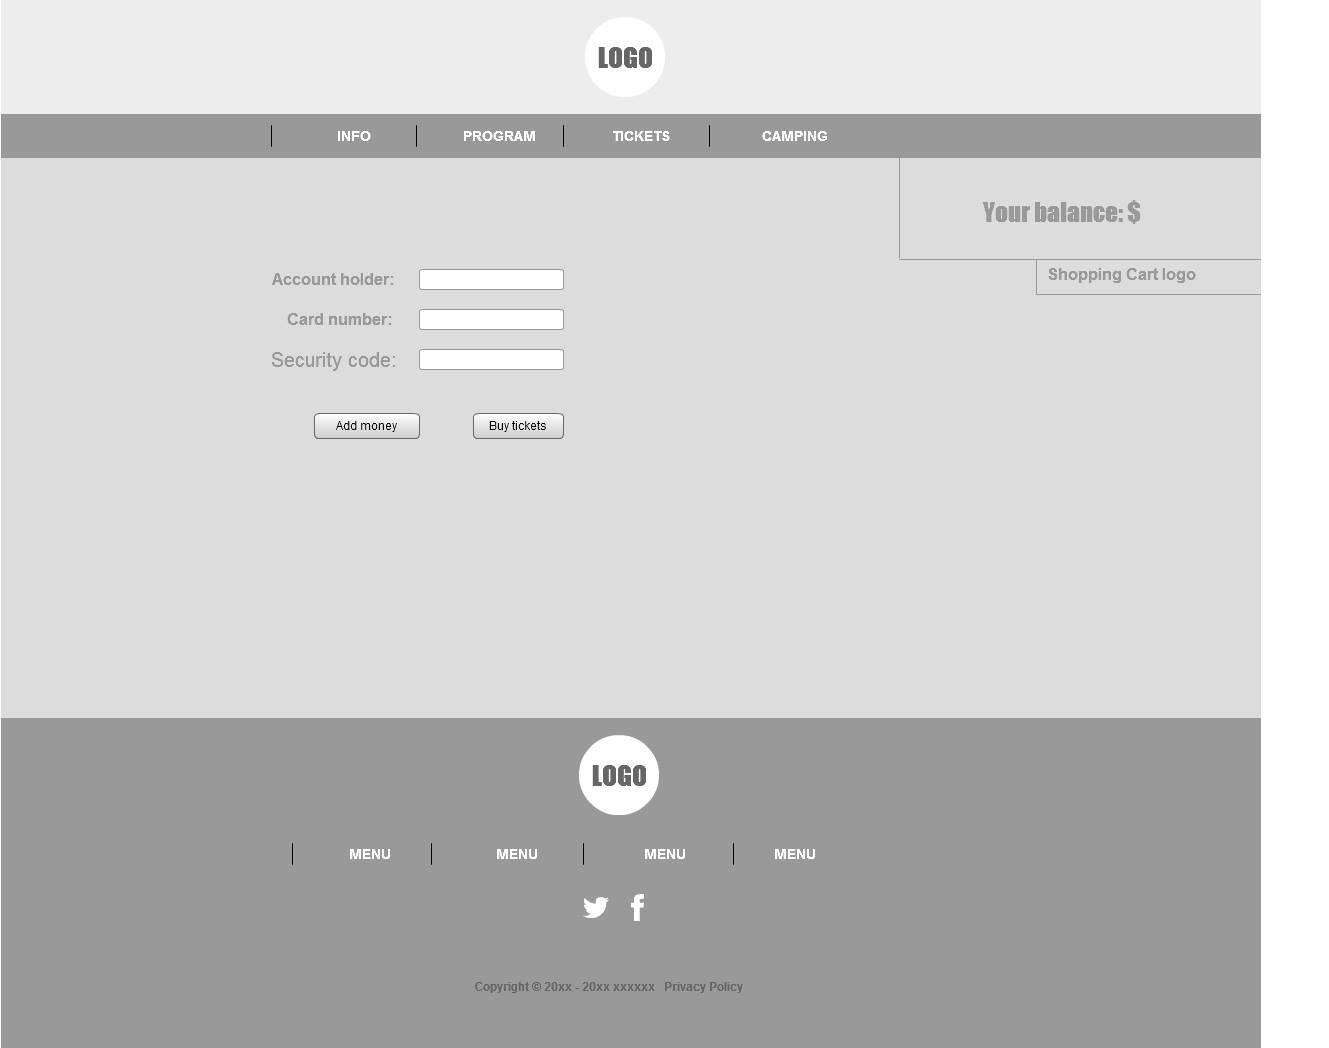 LOGO
INFO PROGRAM TICKETS CAMPING
Your balance: $
Shopping Cart logo
Account holder:
Card number:
Security code:
Add money Buy tickets
LOGO
MENU MENU MENU MENU
Copyright © 20xx - 20xx xxxxxx Privacy Policy